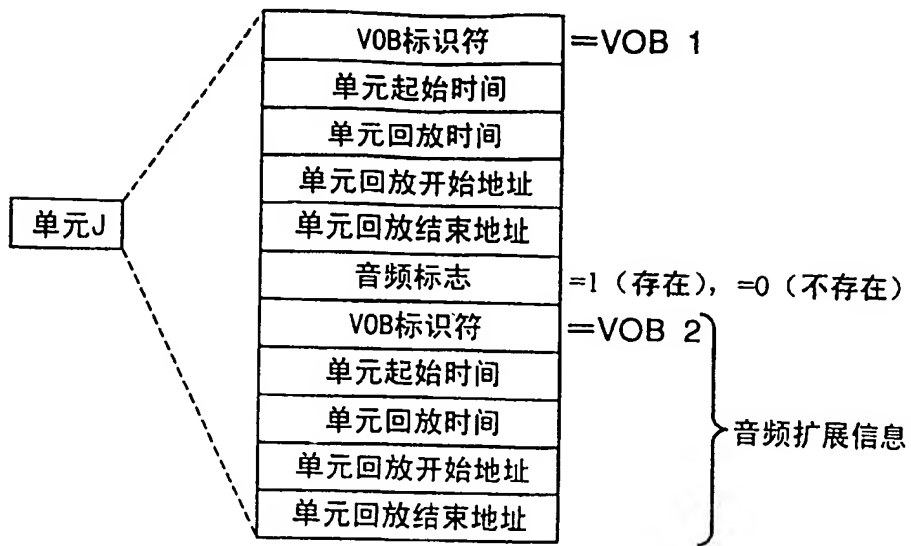 VOB标识符 =VOB 1
单元起始时间
单元回放时间
单元回放开始地址
单元J
单元回放结束地址
音频标志 =1（存在），=0（不存在）
VOB标识符 =VOB 2
单元起始时间
单元回放时间
音频扩展信息
单元回放开始地址
单元回放结束地址